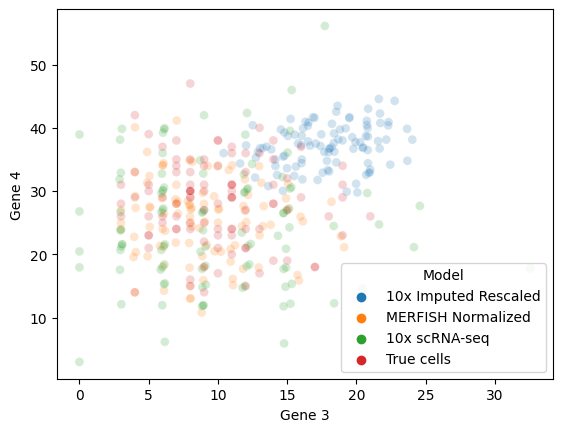 50
40
30
20
10
Gene 4
0
5
10
15
20
25
30
Gene 3
Model
10x Imputed Rescaled
MERFISH Normalized
10x scRNA-seq
True cells